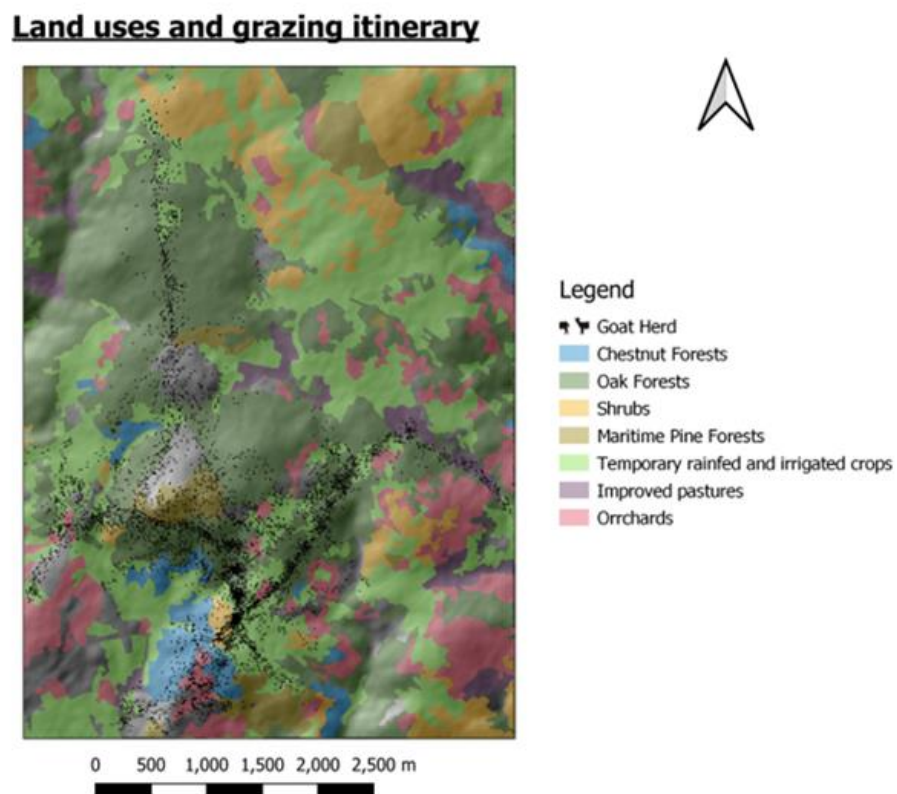 Land uses and grazing itinerary
Legend
Goat Herd
Chestnut Forests
Oak Forests
Shrubs
Maritime Pine Forests
Temporary rainfed and irrigated crops
Improved pastures
Orrchards
0 500 1,000 1,500 2,000 2,500 m